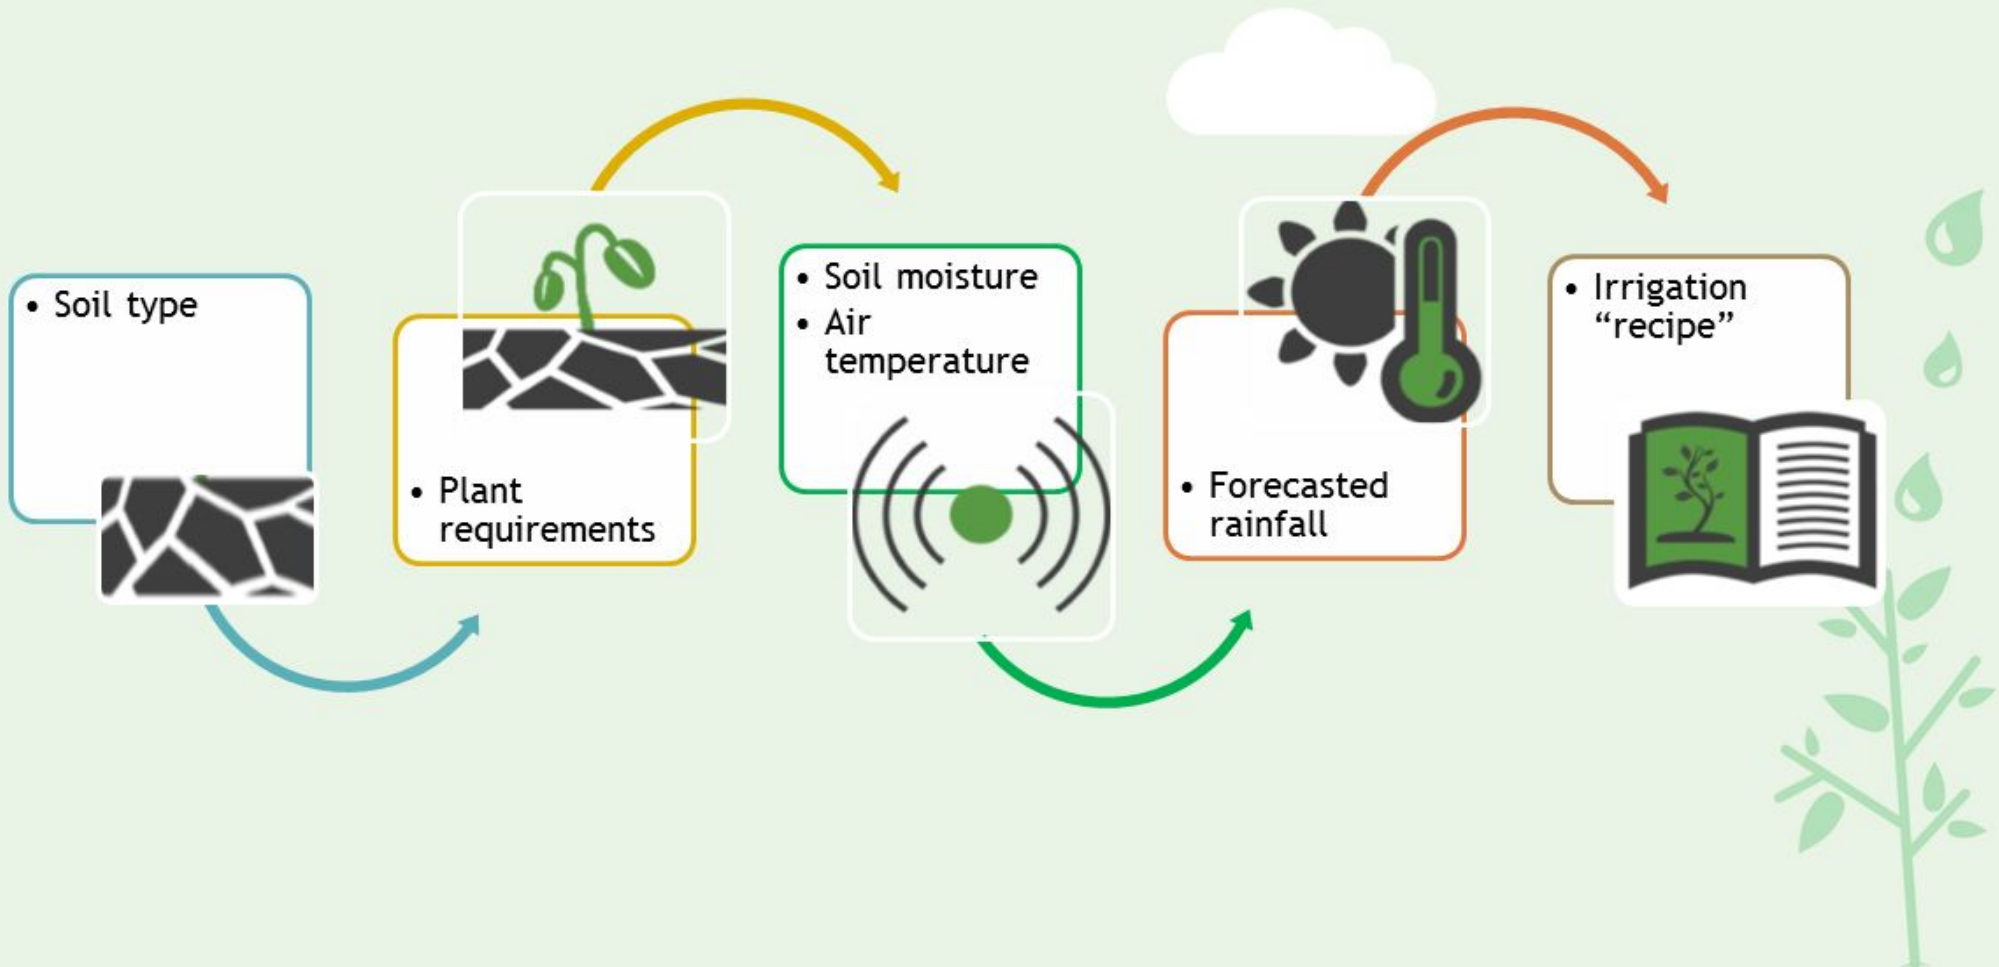 • Soil type
• Plant
requirements
• Soil moisture
• Air
temperature
• Forecasted
rainfall
• Irrigation
“recipe”